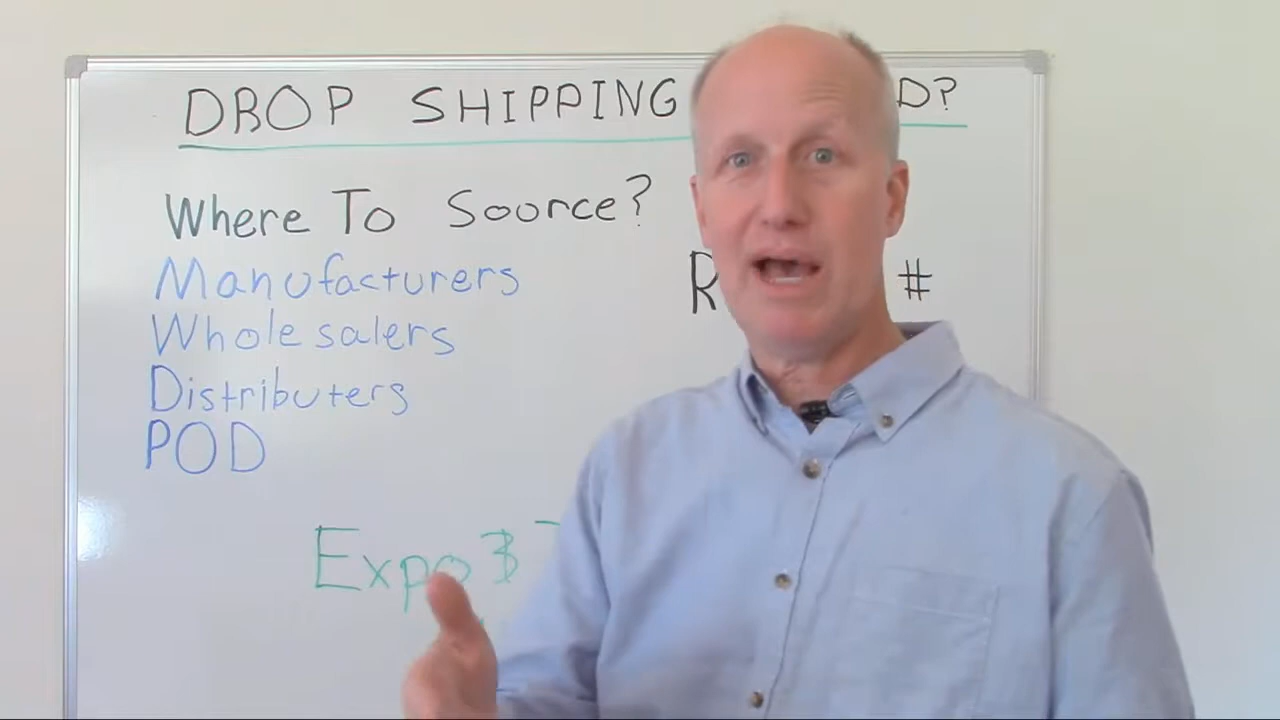 DROP SHIPPING D?
Where To Soorce?
Manufacturers
R #
Wholesalers
Distributers
POD
Expo